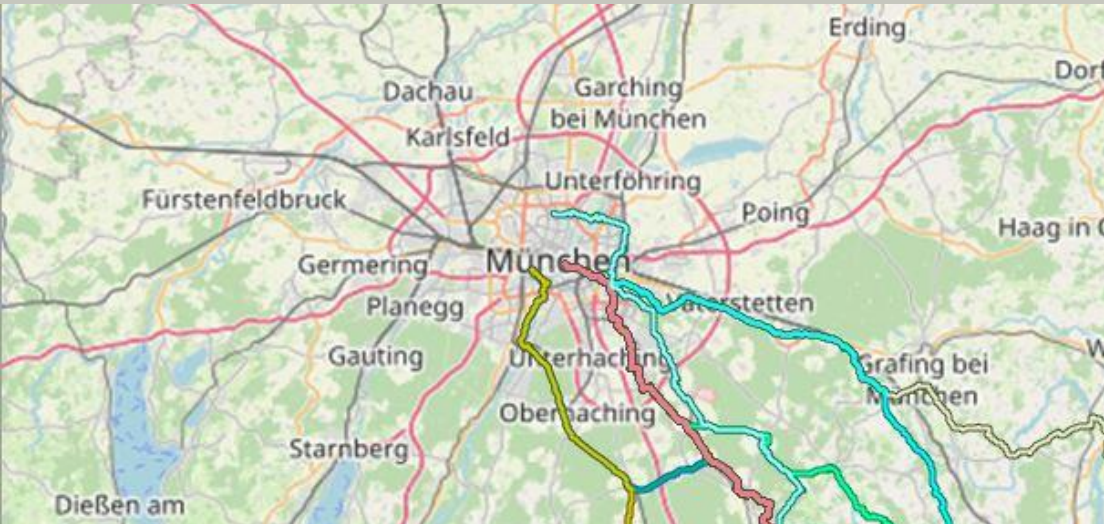 Erding
Dorf
Dachau
Garching
bei München
Karlsfeld
Unterföhring
Fürstenfeldbruck
Poing
Haag in
München
Germering
Planegg
Vaterstetten
Gauting
Unterhaching
Grafing bei
München
Oberhaching
Starnberg
Dießen am